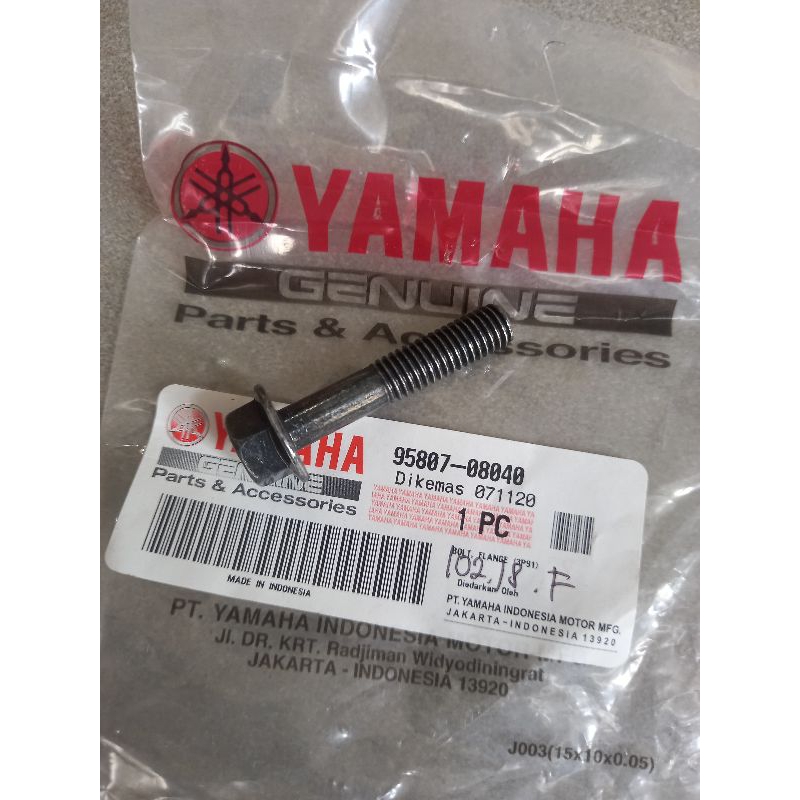 YAMAHA
GENUINE
Parts & Accessories
YAMAHA
GENUINE
Parts & Accessories
95807-08040
Dikemas 071120
1 PC
BOLT, FLANGE (3P91)
102.18.F
Diedarkan Oleh
PT. YAMAHA INDONESIA MOTOR MFG.
JAKARTA-INDONESIA 13920
MADE IN INDONESIA
PT. YAMAHA INDONESIA MOTOR
Jl. DR. KRT. Radjiman Widyodiningrat
JAKARTA - INDONESIA 13920
J003(15x10x0.05)